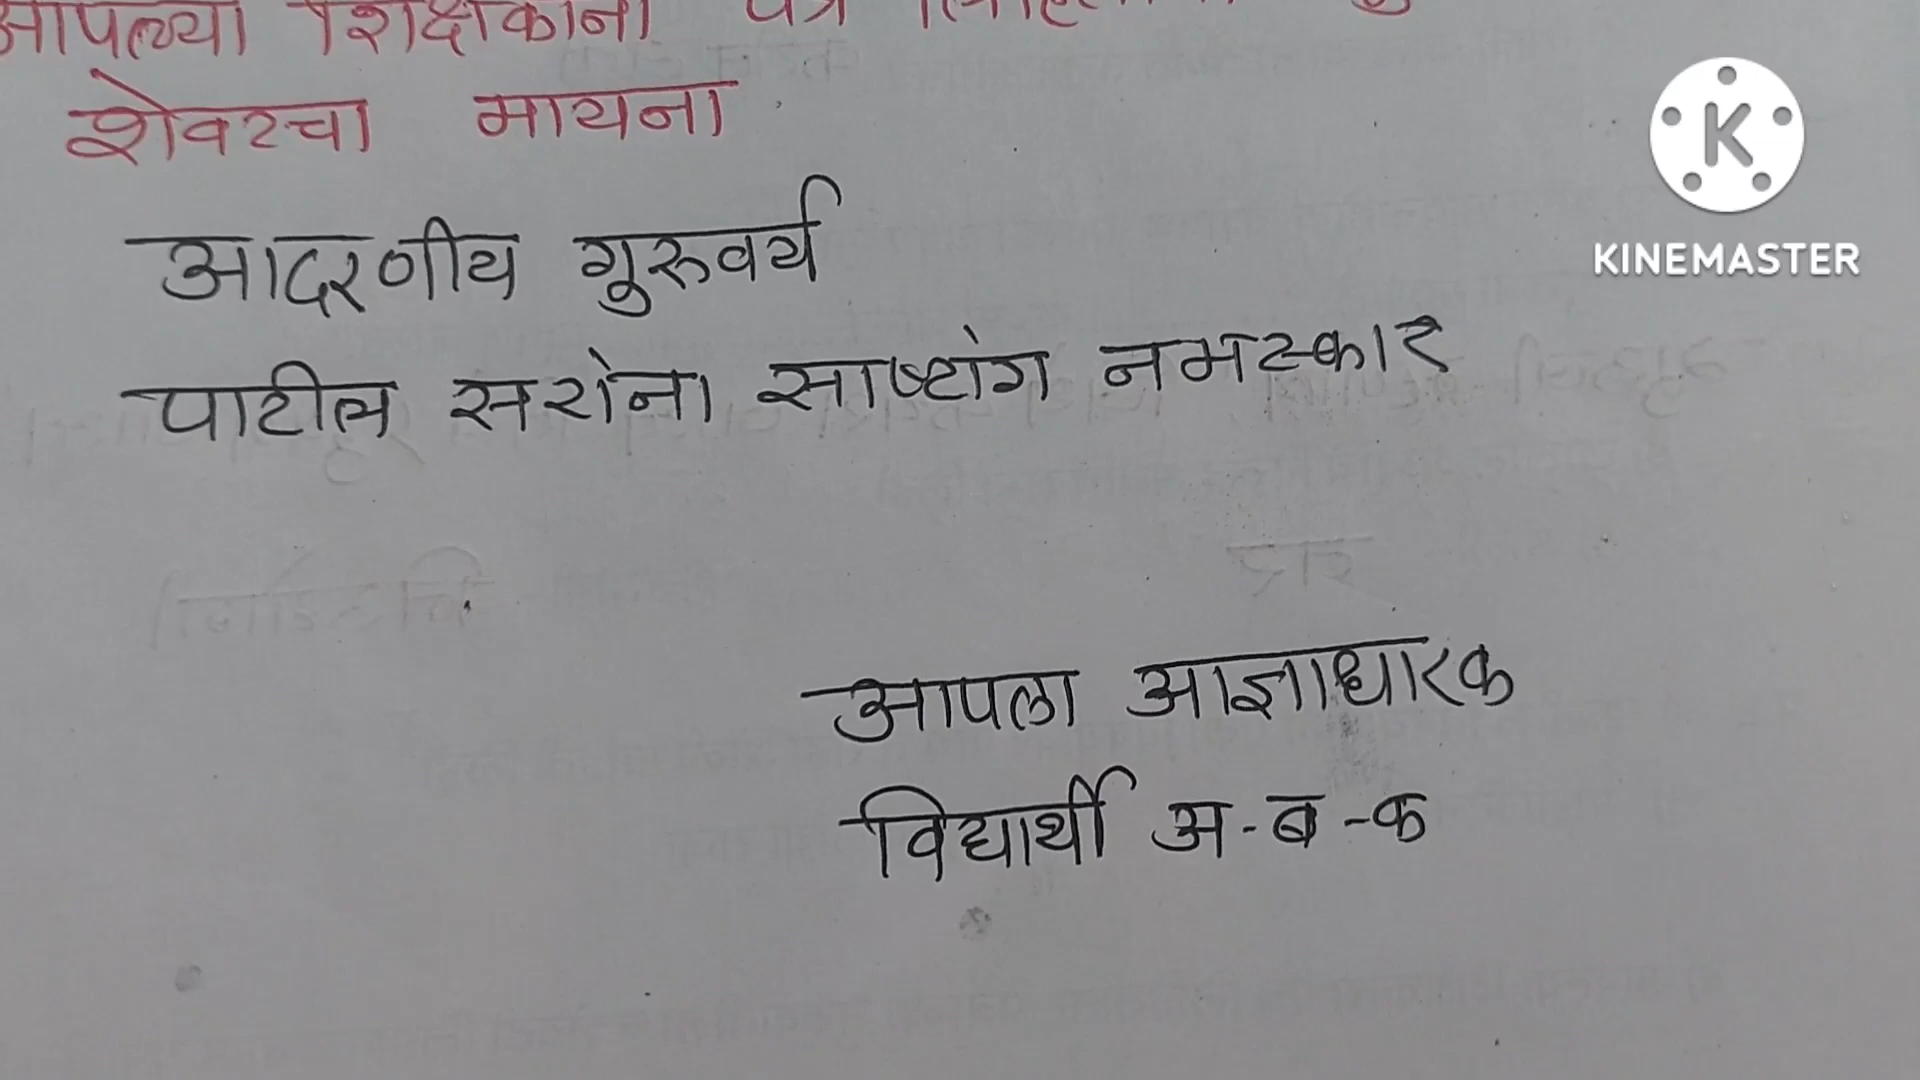 आपल्या शिक्षकांना पत्र
शेवटचा मायना
आदरणीय गुरुवर्य
पाटील सरांना साष्टांग नमस्कार
आपला आज्ञाधारक
विद्यार्थी अ-ब-क
K
KINEMASTER